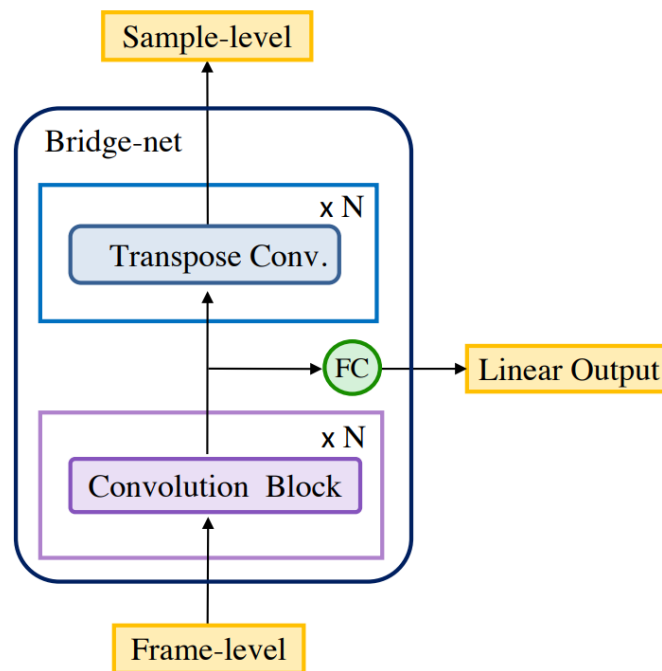 Sample-level
Bridge-net
x N
Transpose Conv.
FC
Linear Output
x N
Convolution Block
Frame-level